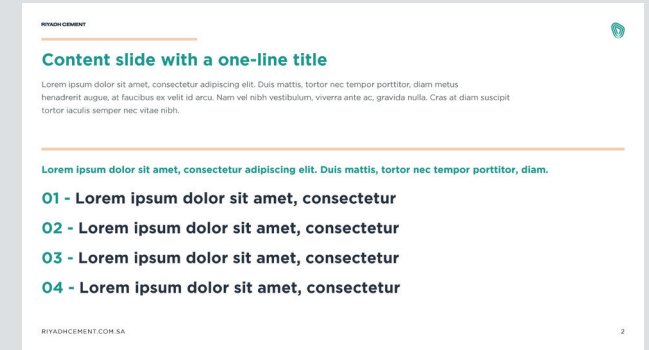 RIYADH CEMENT
Content slide with a one-line title
Lorem ipsum dolor sit amet, consectetur adipiscing elit. Duis mattis, tortor nec tempor porttitor, diam metus
henadrerit augue, at faucibus ex velit id arcu. Nam vel nibh vestibulum, viverra ante ac, gravida nulla. Cras at diam suscipit
tortor iaculis semper nec vitae nibh.
Lorem ipsum dolor sit amet, consectetur adipiscing elit. Duis mattis, tortor nec tempor porttitor, diam.
01 - Lorem ipsum dolor sit amet, consectetur
02 - Lorem ipsum dolor sit amet, consectetur
03 - Lorem ipsum dolor sit amet, consectetur
04 - Lorem ipsum dolor sit amet, consectetur
RIYADHCEMENT.COM.SA
2